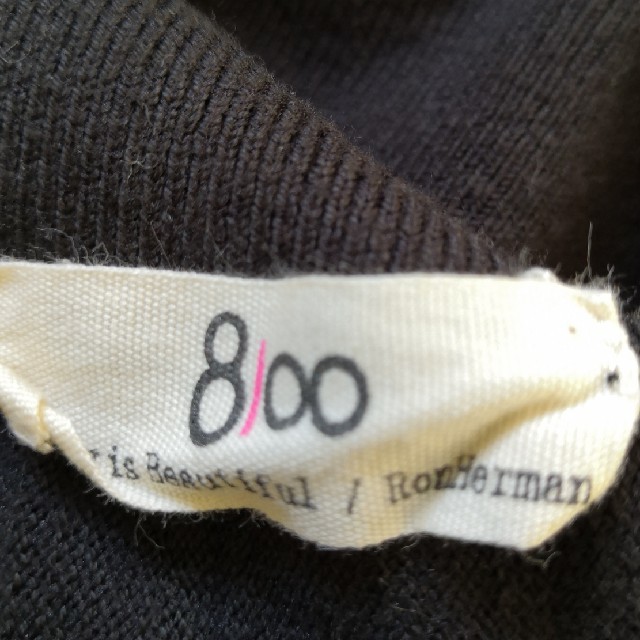 8/00
is Beautiful / RonHerman